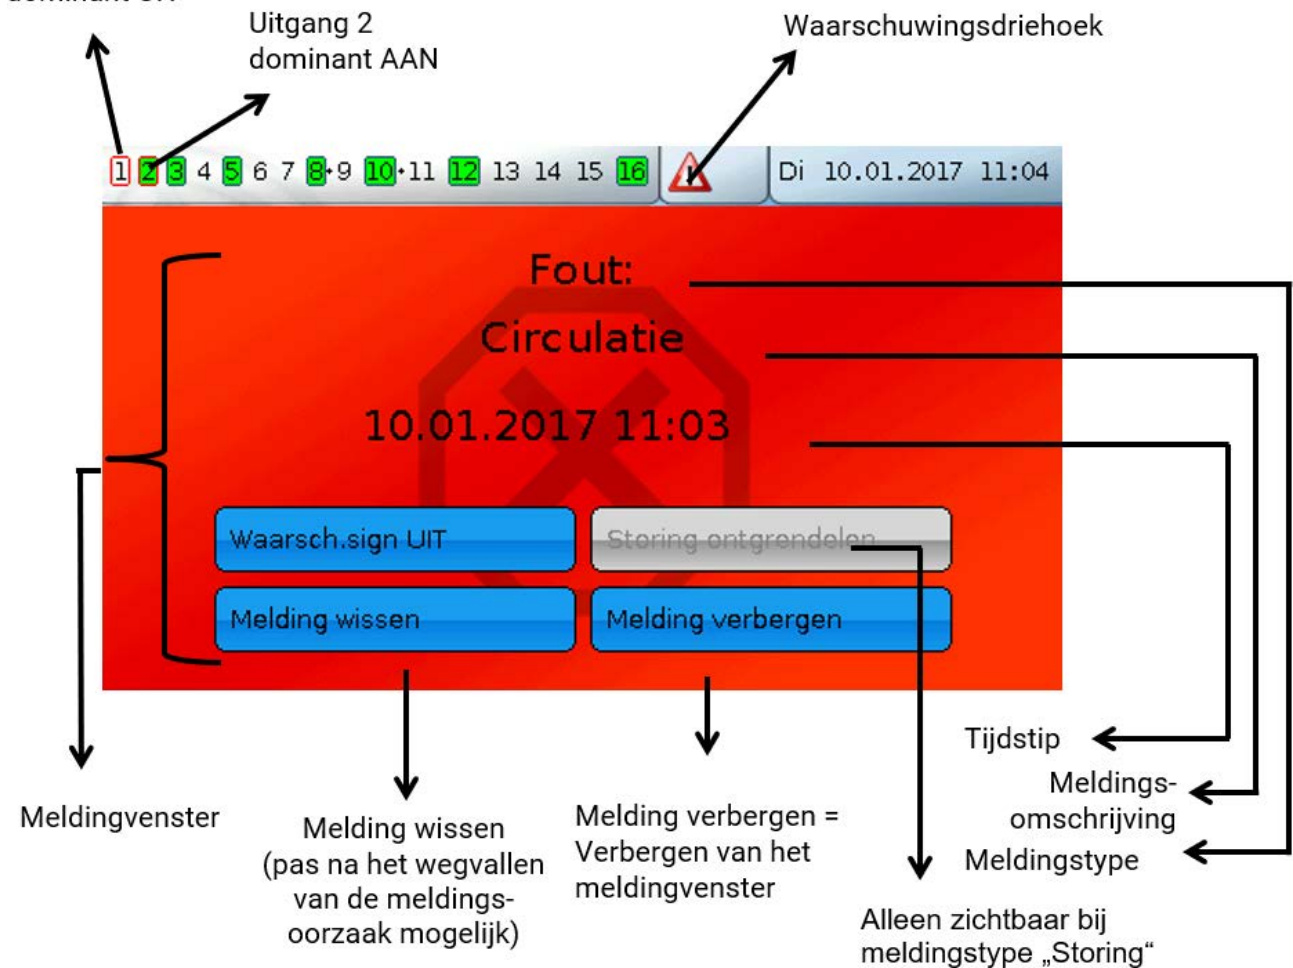 Uitgang 2
dominant AAN
Waarschuwingsdriehoek
1 2 3 4 5 6 7 8+9 10+11 12 13 14 15 16
Di 10.01.2017 11:04
Fout:
Circulatie
10.01.2017 11:03
Waarsch.sign UIT
Storing ontgrendelen
Melding wissen
Melding verbergen
Meldingvenster
Melding wissen
(pas na het wegvallen
van de meldings-
oorzaak mogelijk)
Melding verbergen =
Verbergen van het
meldingvenster
Tijdstip
Meldings-
omschrijving
Meldingstype
Alleen zichtbaar bij
meldingstype „Storing“